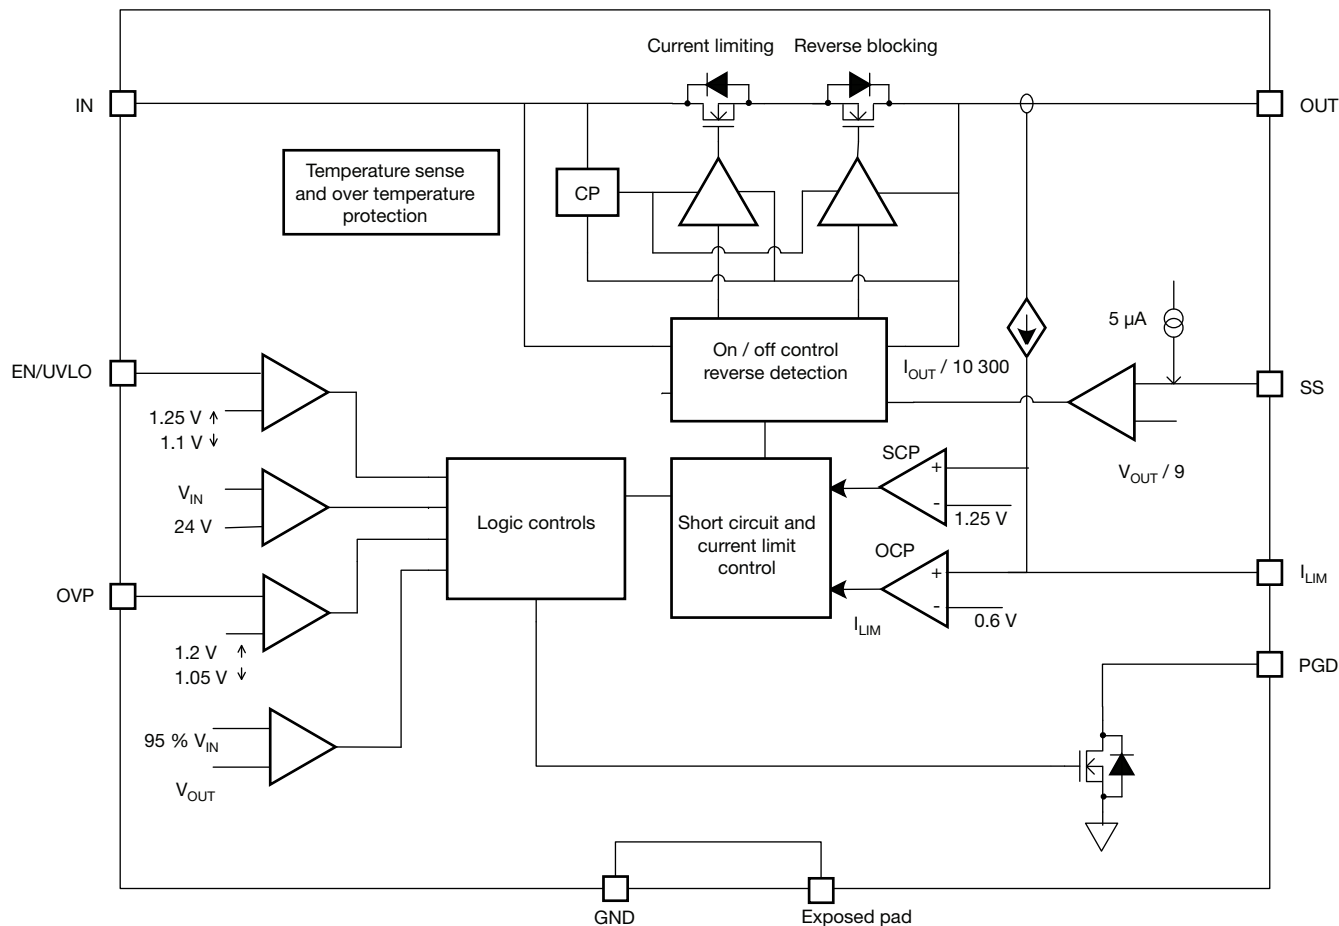 Current limiting
Reverse blocking
IN
OUT
Temperature sense
and over temperature
protection
CP
5 µA
On / off control
reverse detection
I_OUT / 10 300
EN/UVLO
SS
1.25 V ↑
1.1 V ↓
V_OUT / 9
SCP
+
-
1.25 V
V_IN
24 V
Logic controls
Short circuit and
current limit
control
OCP
+
-
0.6 V
I_LIM
I_LIM
OVP
1.2 V ↑
1.05 V ↓
PGD
95 % V_IN
V_OUT
GND
Exposed pad